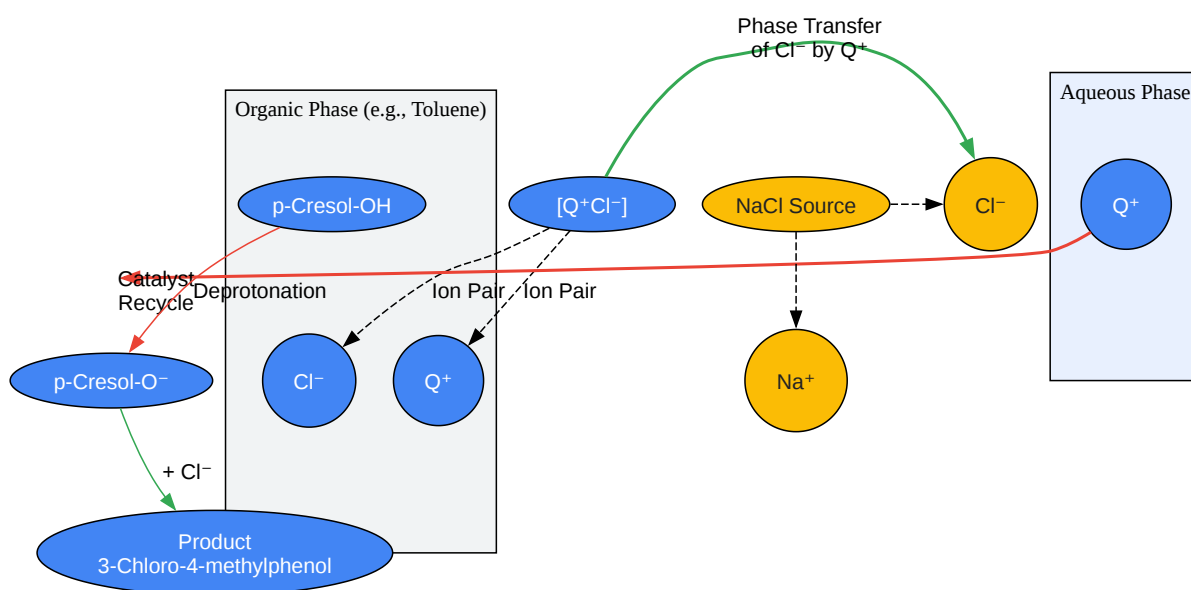 Phase Transfer
of Cl⁻ by Q⁺
Organic Phase (e.g., Toluene)
Aqueous Phase
p-Cresol-OH
[Q⁺Cl⁻]
NaCl Source
Cl⁻
Q⁺
Catalyst
Recycle
Deprotonation
Ion Pair
Ion Pair
p-Cresol-O⁻
Cl⁻
Q⁺
Na⁺
+ Cl⁻
Product
3-Chloro-4-methylphenol